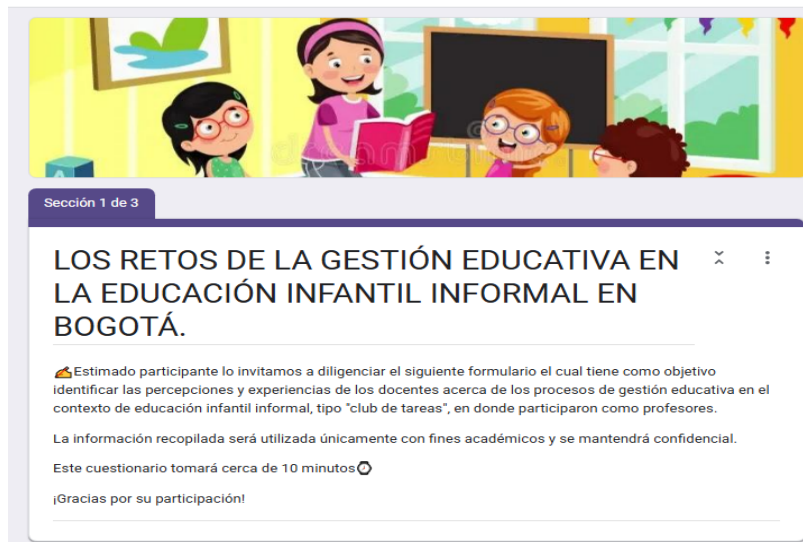 Sección 1 de 3
LOS RETOS DE LA GESTIÓN EDUCATIVA EN
LA EDUCACIÓN INFANTIL INFORMAL EN
BOGOTÁ.
✍Estimado participante lo invitamos a diligenciar el siguiente formulario el cual tiene como objetivo
identificar las percepciones y experiencias de los docentes acerca de los procesos de gestión educativa en el
contexto de educación infantil informal, tipo "club de tareas", en donde participaron como profesores.
La información recopilada será utilizada únicamente con fines académicos y se mantendrá confidencial.
Este cuestionario tomará cerca de 10 minutos⌚
¡Gracias por su participación!